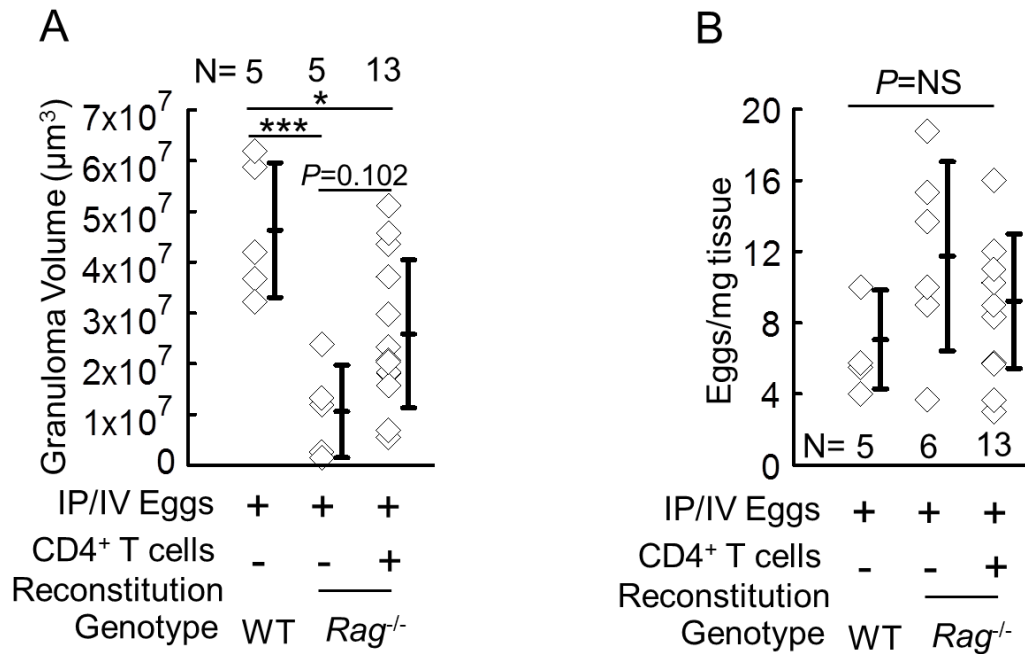 A
N= 5 5 13
*
***
P=0.102
Granuloma Volume (µm³)
7x10⁷
6x10⁷
5x10⁷
4x10⁷
3x10⁷
2x10⁷
1x10⁷
0
IP/IV Eggs + + +
CD4⁺ T cells - - +
Reconstitution
Genotype WT Rag⁻/⁻
B
P=NS
Eggs/mg tissue
20
16
12
8
4
0
N= 5 6 13
IP/IV Eggs + + +
CD4⁺ T cells - - +
Reconstitution
Genotype WT Rag⁻/⁻